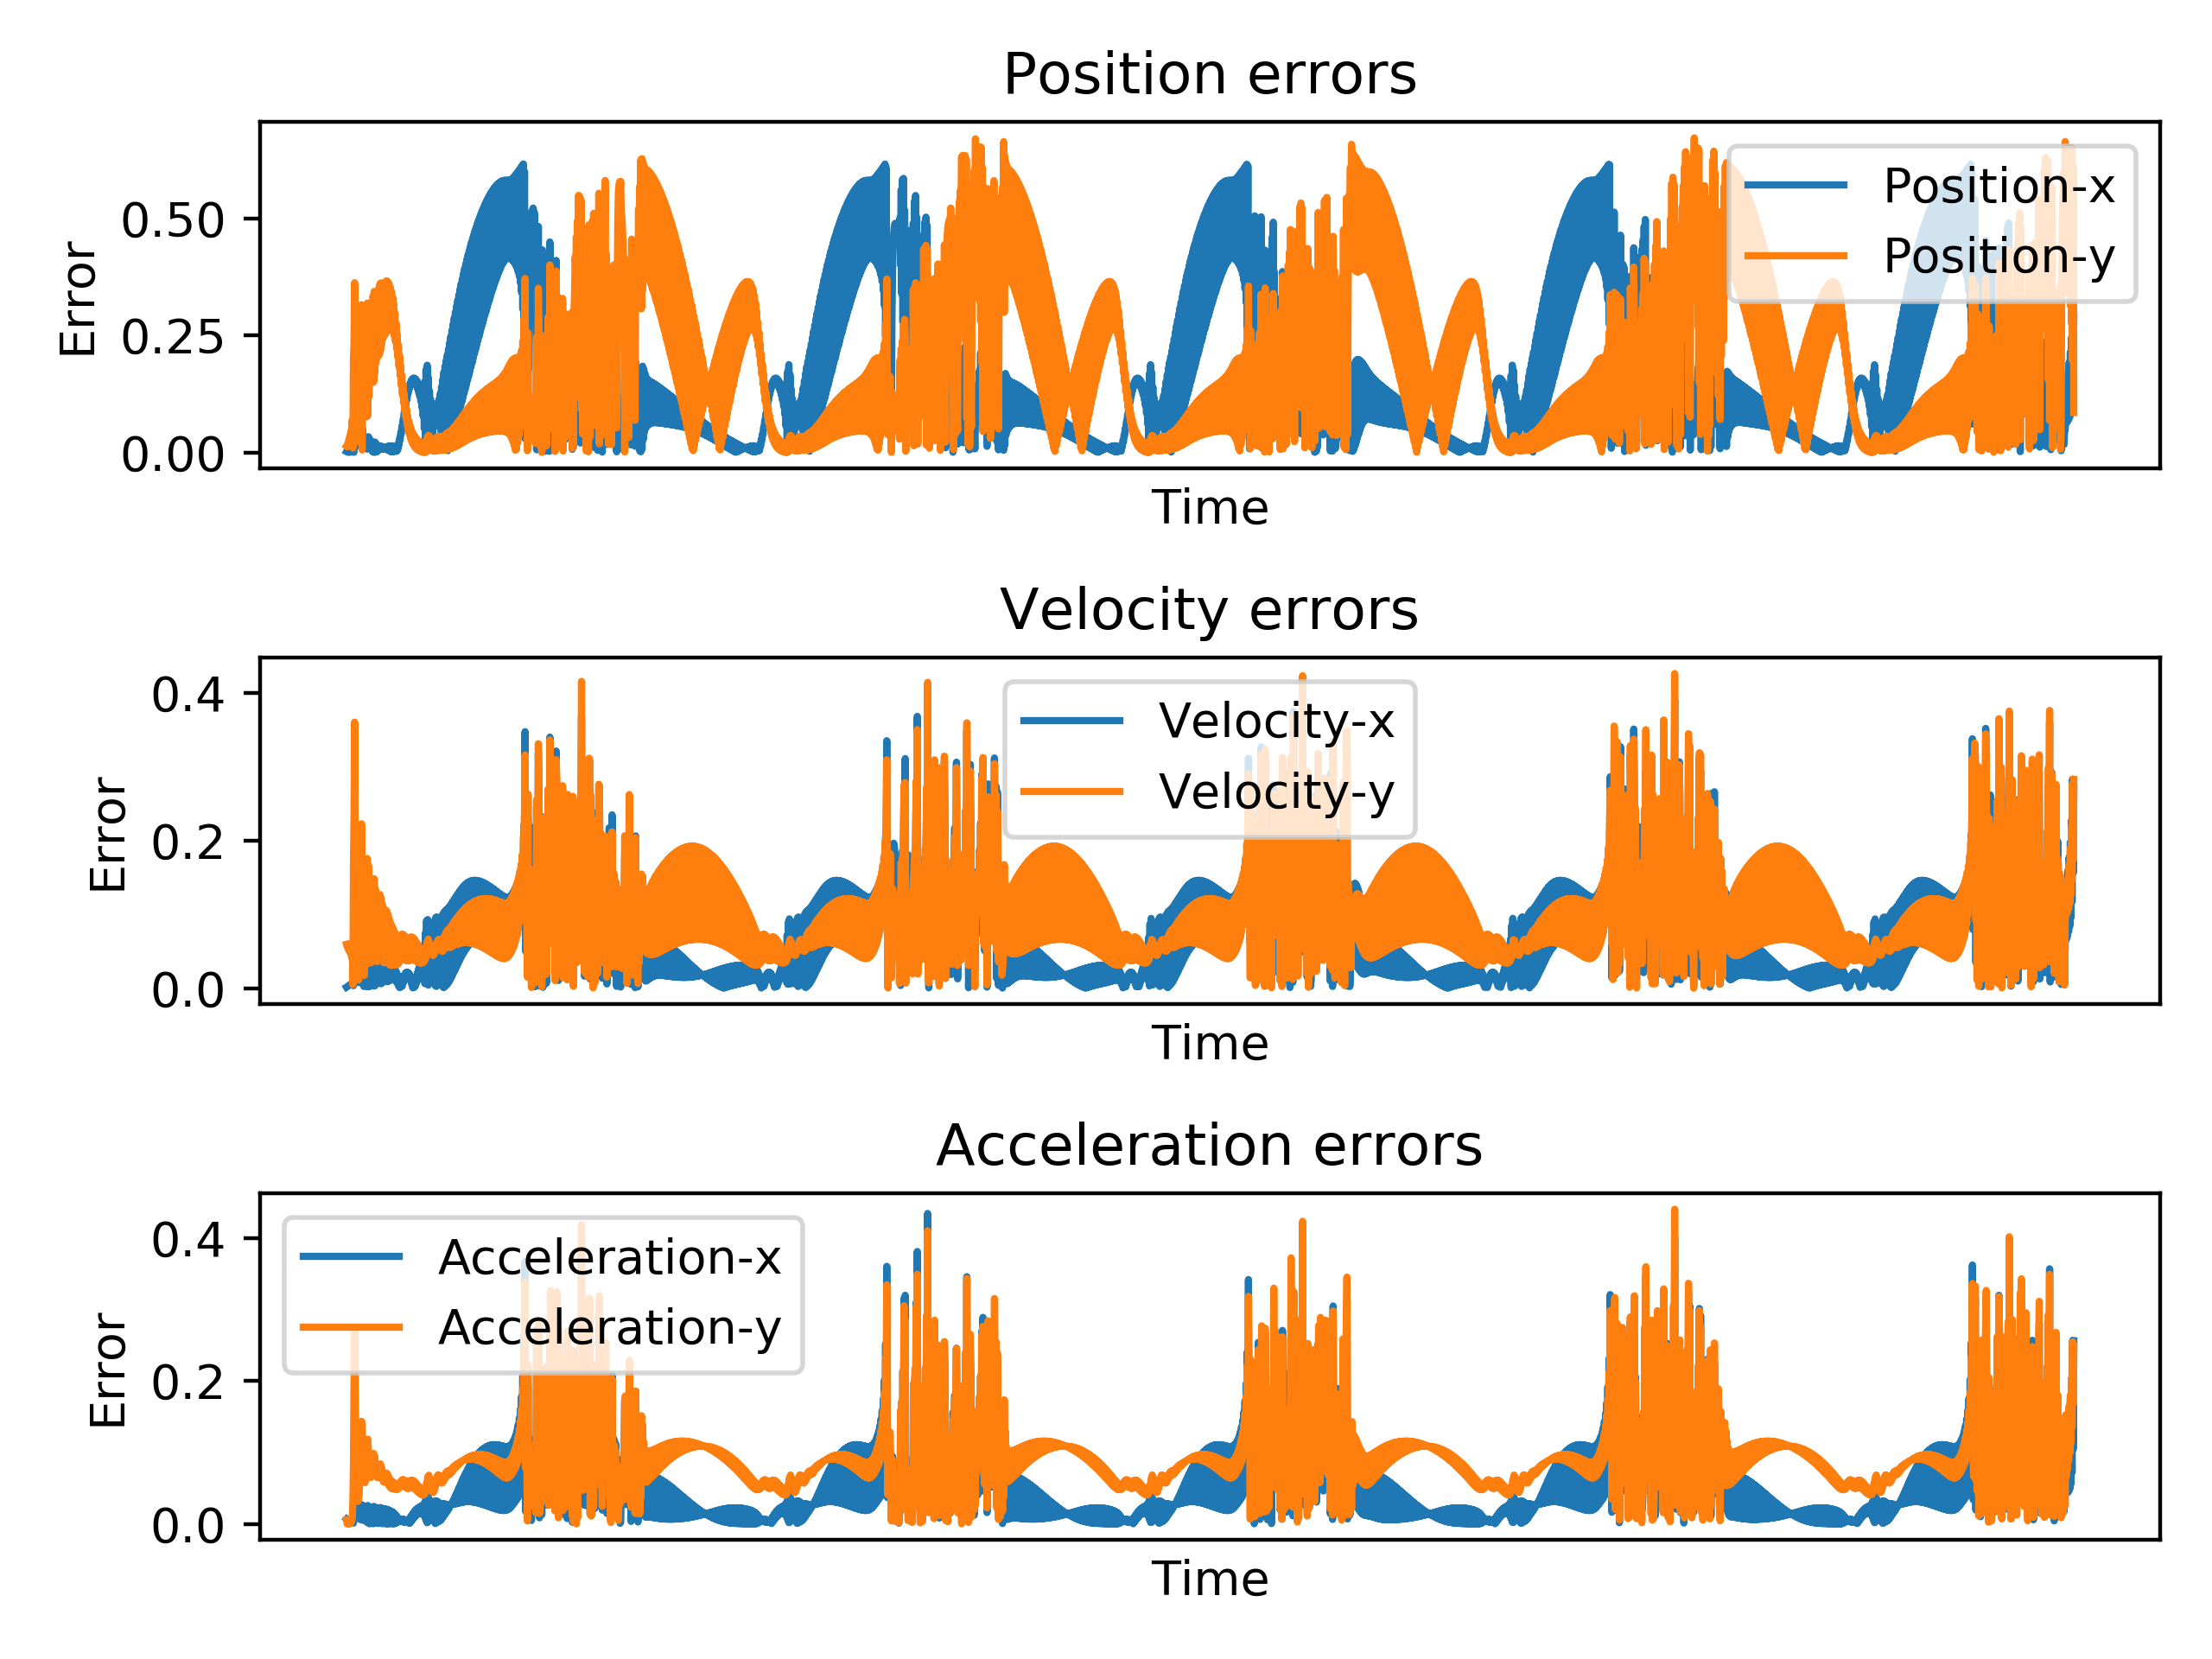 Position errors
Error
0.50
0.25
0.00
Position-x
Position-y
Time
Velocity errors
Error
0.4
0.2
0.0
Velocity-x
Velocity-y
Time
Acceleration errors
Error
0.4
0.2
0.0
Acceleration-x
Acceleration-y
Time